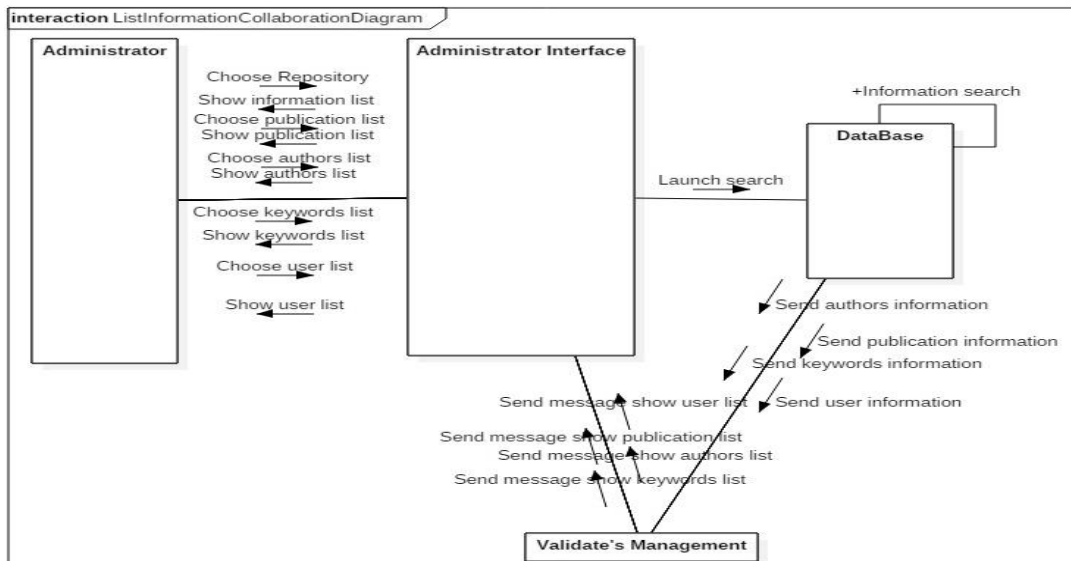 interaction ListInformationCollaborationDiagram
Administrator
Administrator Interface
Choose Repository
Show information list
Choose publication list
Show publication list
Choose authors list
Show authors list
Choose keywords list
Show keywords list
Choose user list
Show user list
+Information search
DataBase
Launch search
Send authors information
Send publication information
Send keywords information
Send user information
Send message show user list
Send message show publication list
Send message show authors list
Send message show keywords list
Validate's Management